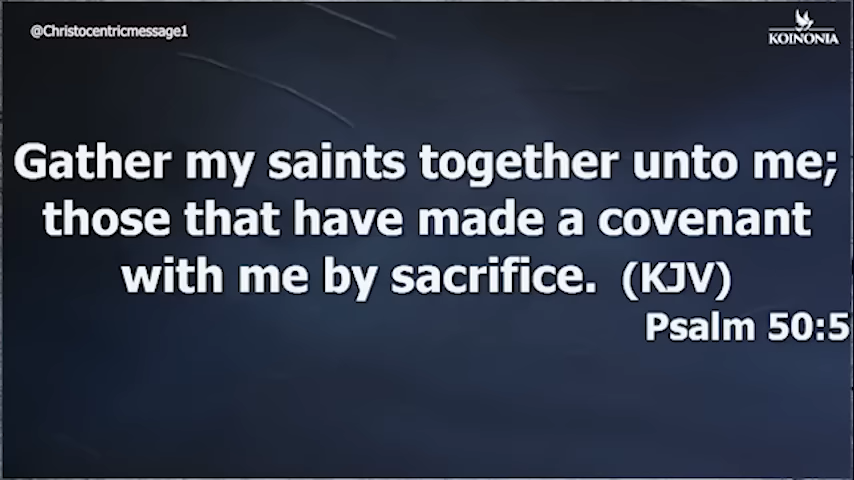 @Christocentricmessage1
KOINONIA
Gather my saints together unto me;
those that have made a covenant
with me by sacrifice. (KJV)
Psalm 50:5